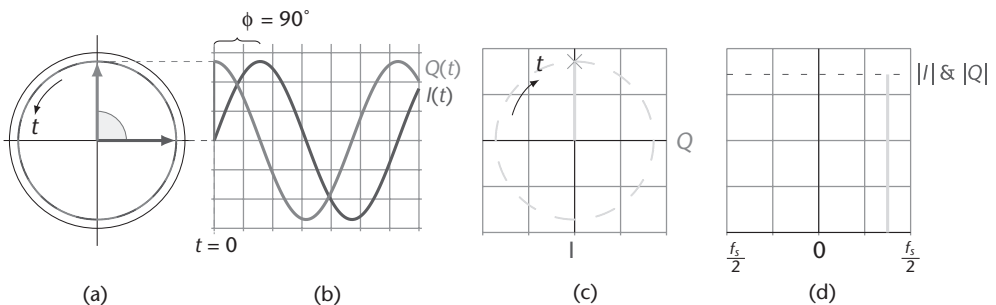 ϕ = 90°
t
Q(t)
I(t)
t = 0
t
Q
I
|I| & |Q|
fs/2
0
fs/2
(a)
(b)
(c)
(d)